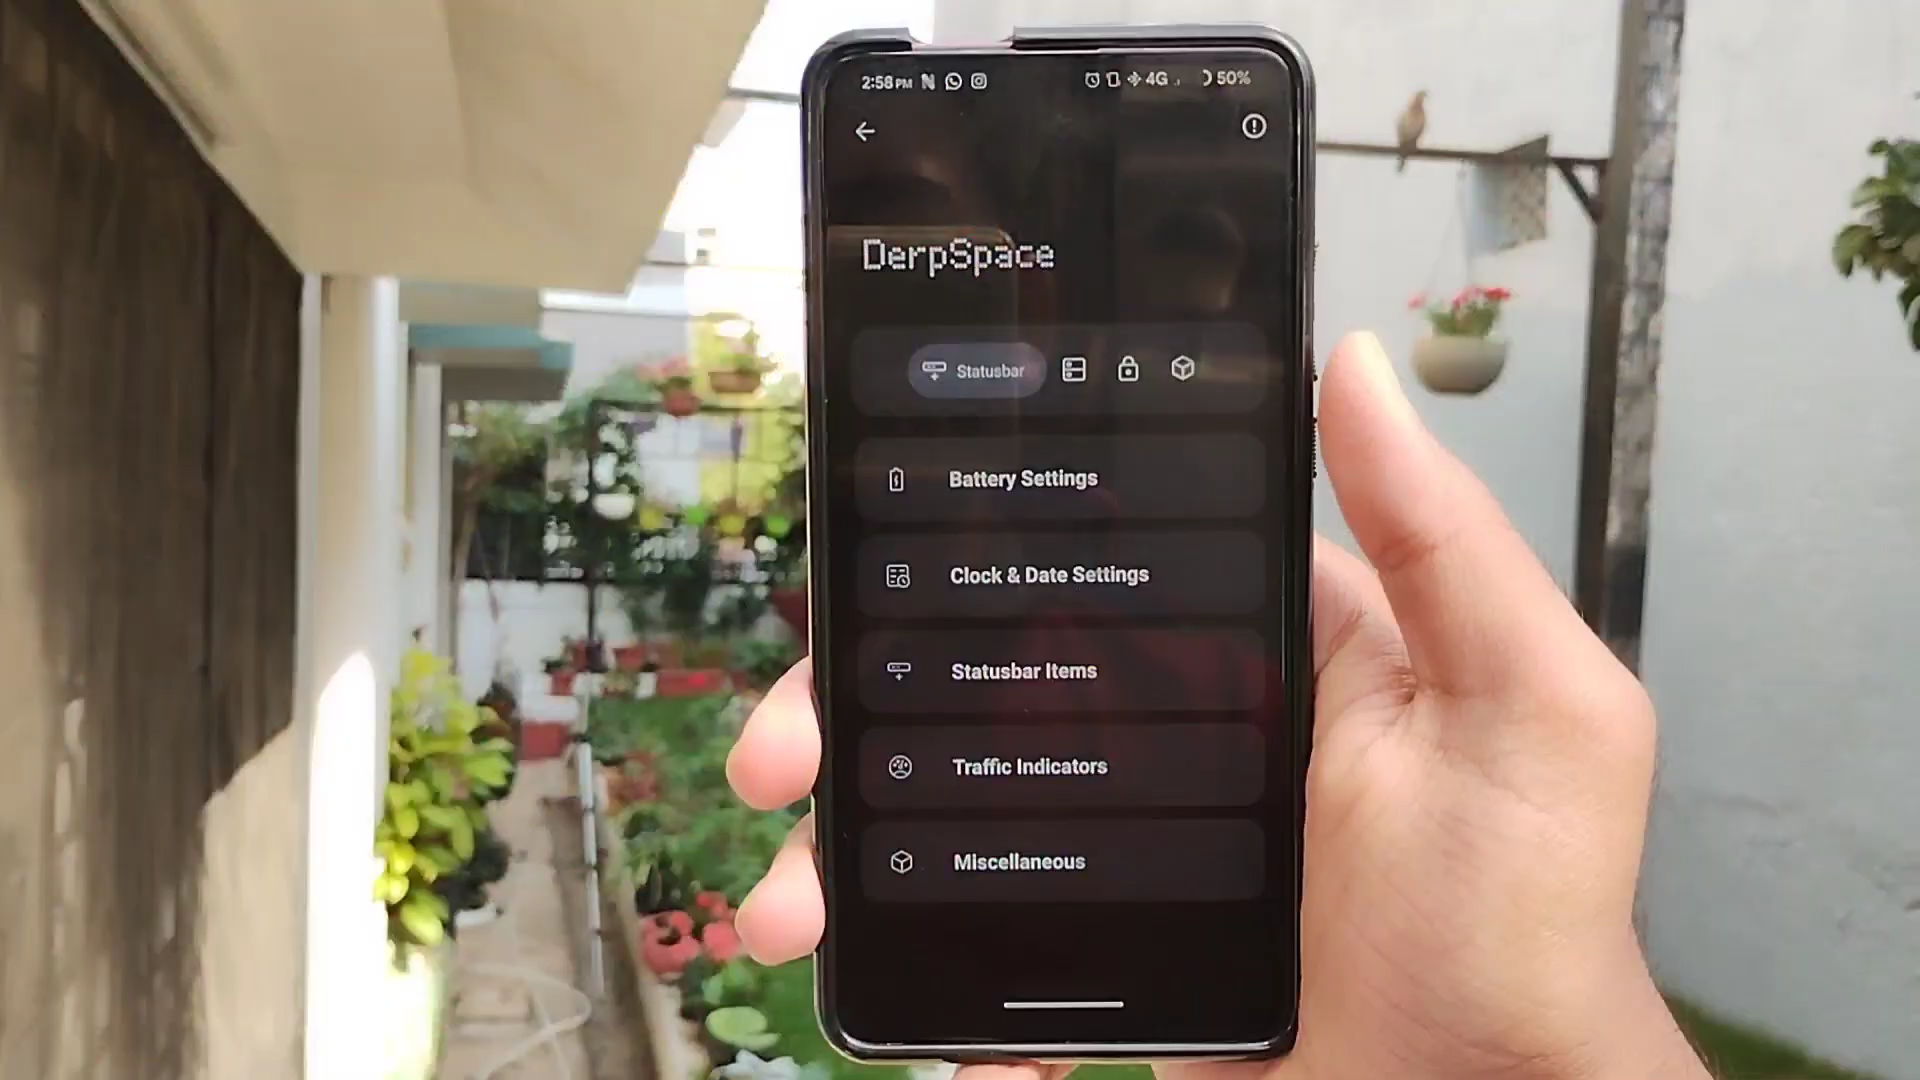 2:58 PM 4G 50%
DerpSpace
Statusbar
Battery Settings
Clock & Date Settings
Statusbar Items
Traffic Indicators
Miscellaneous